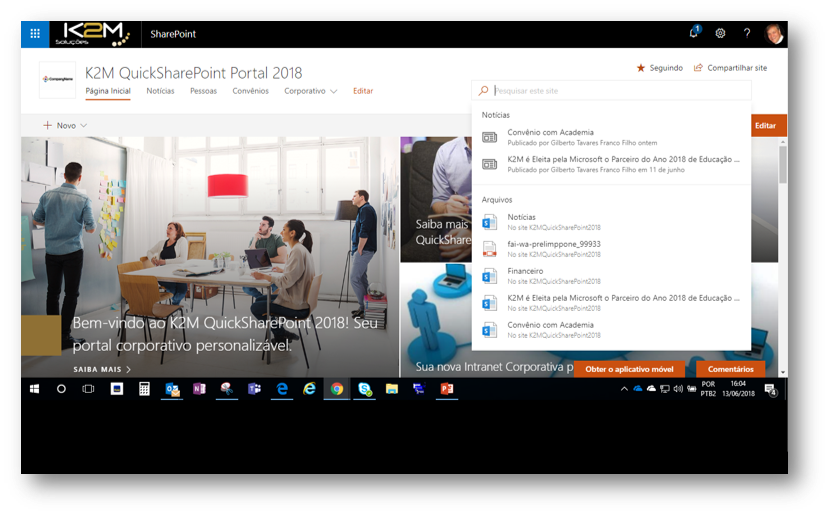 K2M
Soluções
SharePoint
1
?
CompanyName
K2M QuickSharePoint Portal 2018
Seguindo
Compartilhar site
Página Inicial
Notícias
Pessoas
Convênios
Corporativo
Editar
Pesquisar este site
Novo
Editar
Notícias
Convênio com Academia
Publicado por Gilberto Tavares Franco Filho ontem
K2M é Eleita pela Microsoft o Parceiro do Ano 2018 de Educação ...
Publicado por Gilberto Tavares Franco Filho em 11 de junho
Arquivos
Notícias
No site K2MQuickSharePoint2018
fai-wa-prelimppone_99933
No site K2MQuickSharePoint2018
Financeiro
No site K2MQuickSharePoint2018
K2M é Eleita pela Microsoft o Parceiro do Ano 2018 de Educação ...
No site K2MQuickSharePoint2018
Convênio com Academia
No site K2MQuickSharePoint2018
Saiba mais
QuickShare
Bem-vindo ao K2M QuickSharePoint 2018! Seu
portal corporativo personalizável.
SAIBA MAIS
Sua nova Intranet Corporativa p
Obter o aplicativo móvel
Comentários
POR
PTB2
16:04
13/06/2018
4